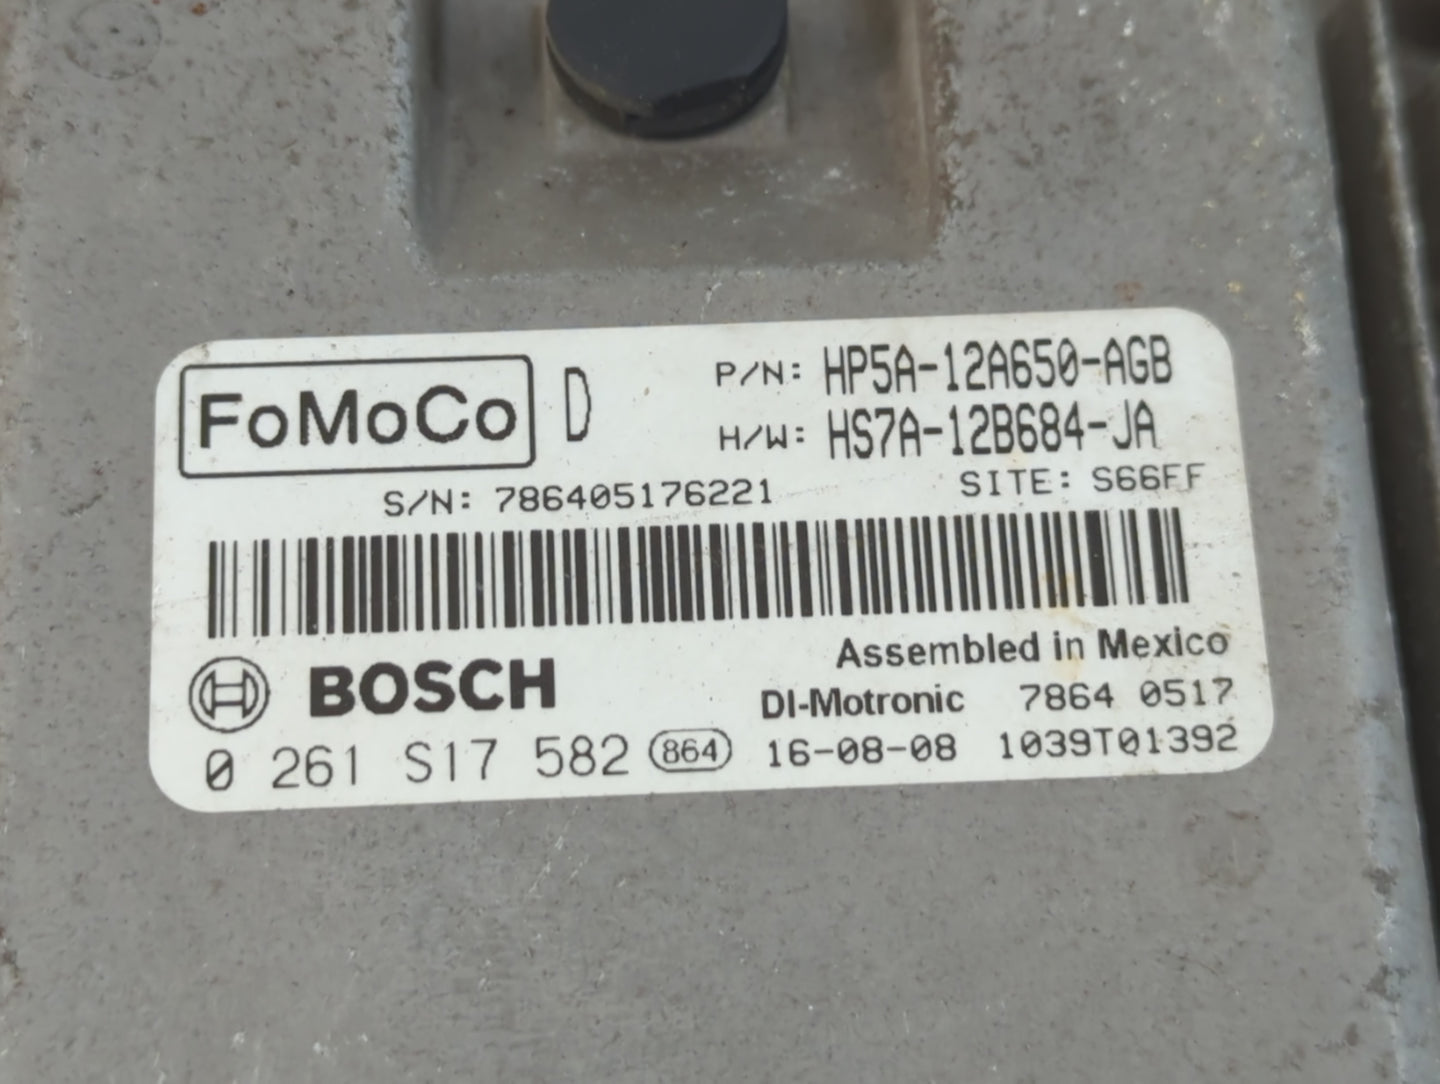 FoMoCo D P/N: HP5A-12A650-AGB
H/W: HS7A-12B684-JA
S/N: 786405176221 SITE: S66FF
Assembled in Mexico
BOSCH DI-Motronic 7864 0517
0 261 S17 582 864 16-08-08 1039T01392